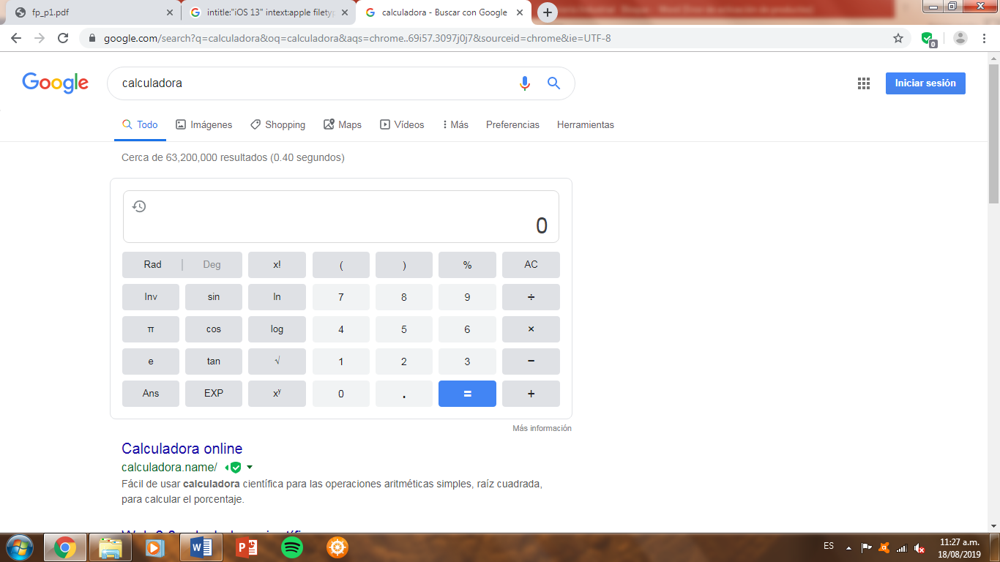 fp_p1.pdf
intitle:"iOS 13" intext:apple filetyp
calculadora - Buscar con Google
google.com/search?q=calculadora&oq=calculadora&aqs=chrome..69i57.3097j0j7&sourceid=chrome&ie=UTF-8
0
Google
calculadora
Iniciar sesión
Todo Imágenes Shopping Maps Vídeos Más Preferencias Herramientas
Cerca de 63,200,000 resultados (0.40 segundos)
0
Rad | Deg x! ( ) % AC
Inv sin ln 7 8 9 ÷
π cos log 4 5 6 ×
e tan √ 1 2 3 −
Ans EXP xʸ 0 . = +
Más información
Calculadora online
calculadora.name/
Fácil de usar calculadora científica para las operaciones aritméticas simples, raíz cuadrada,
para calcular el porcentaje.
ES
11:27 a.m.
18/08/2019